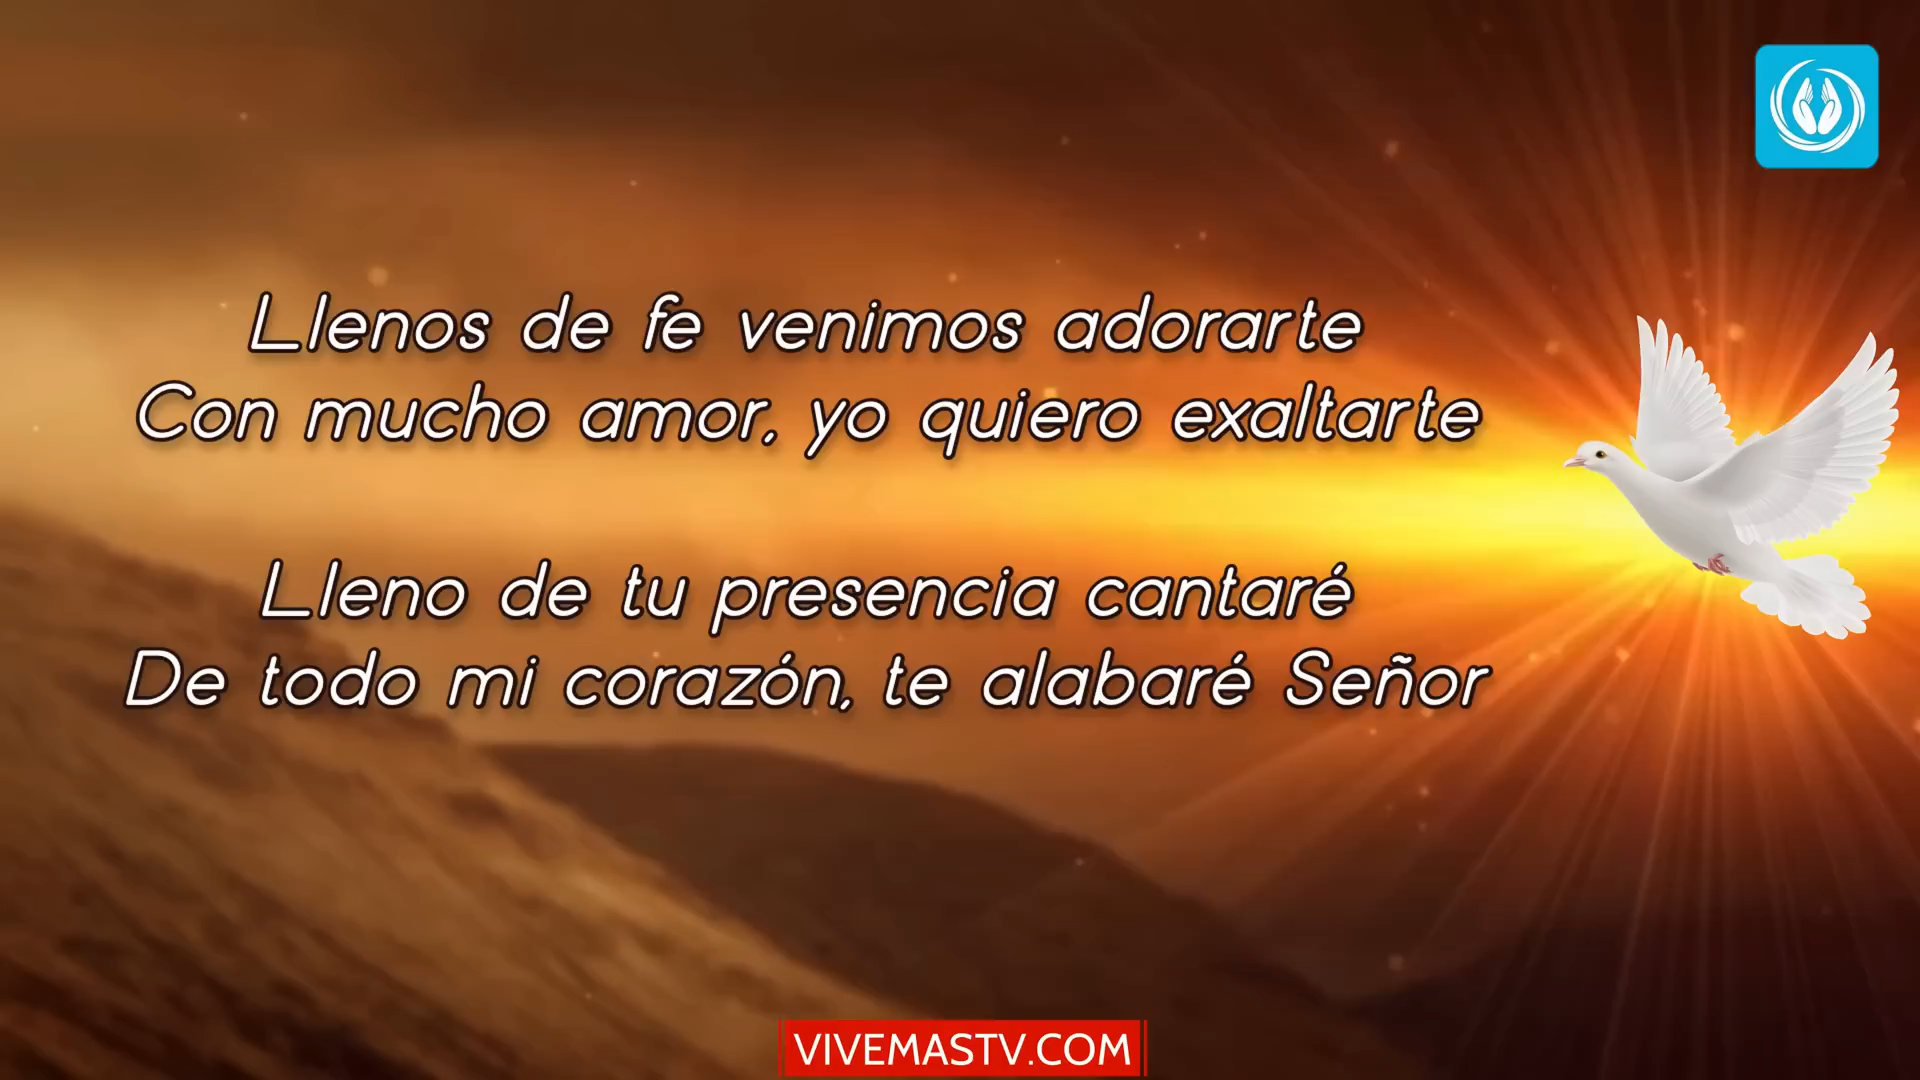 Llenos de fe venimos adorarte
Con mucho amor, yo quiero exaltarte
Lleno de tu presencia cantaré
De todo mi corazón, te alabaré Señor
VIVEMASTV.COM